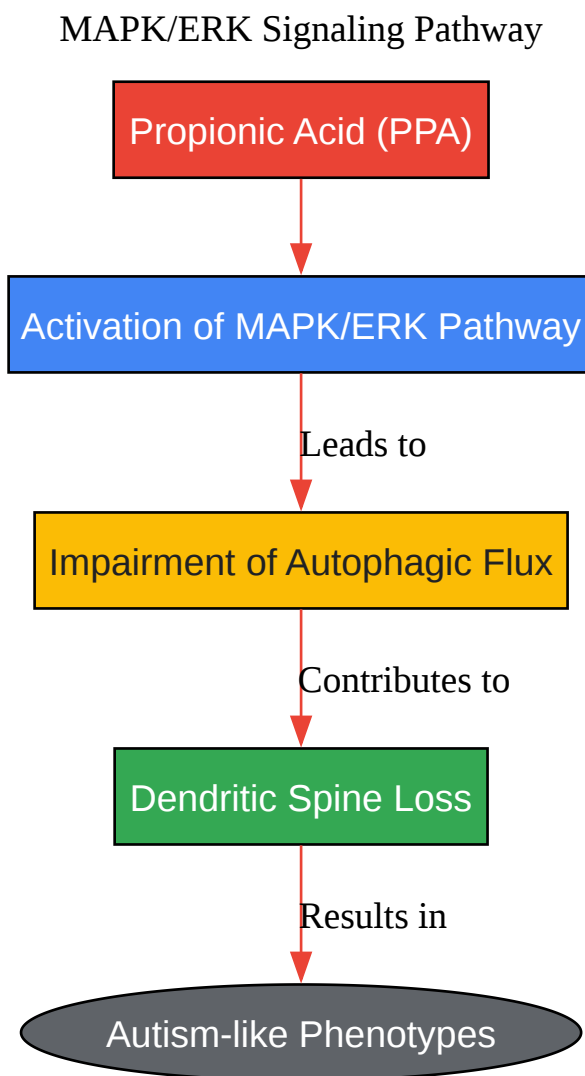 MAPK/ERK Signaling Pathway
Propionic Acid (PPA)
Activation of MAPK/ERK Pathway
Leads to
Impairment of Autophagic Flux
Contributes to
Dendritic Spine Loss
Results in
Autism-like Phenotypes